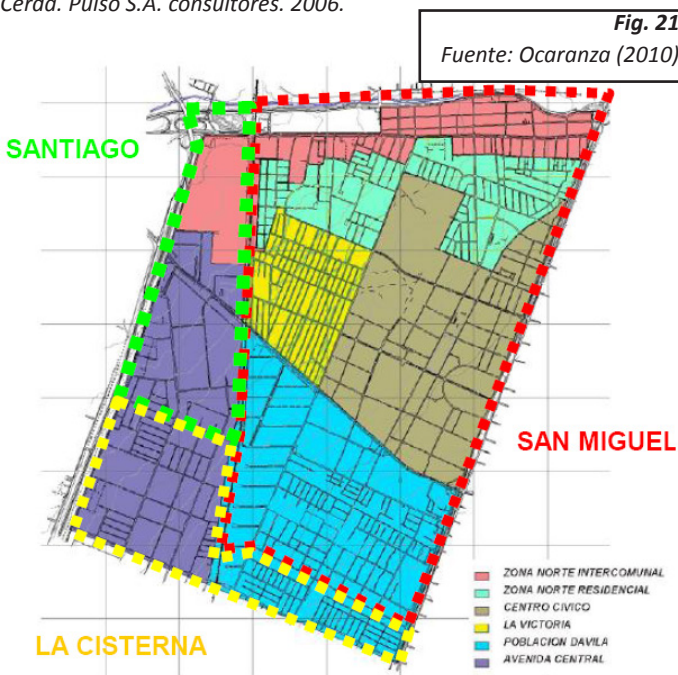 Cerda. Pulso S.A. consultores. 2006.
Fig. 21
Fuente: Ocaranza (2010)
SANTIAGO
SAN MIGUEL
LA CISTERNA
ZONA NORTE INTERCOMUNAL
ZONA NORTE RESIDENCIAL
CENTRO CIVICO
LA VICTORIA
POBLACION DAVILA
AVENIDA CENTRAL